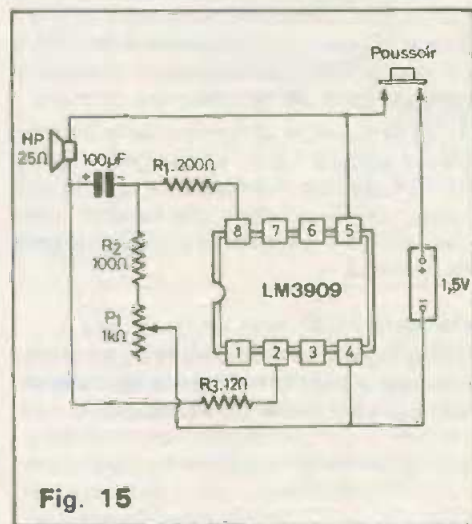 Poussoir
HP
25Ω
100µF
+ -
R1-200Ω
8 7 6 5
R2
100Ω
LM3909
+
1,5V
-
P1
1kΩ
1 2 3 4
R3-12Ω
Fig. 15